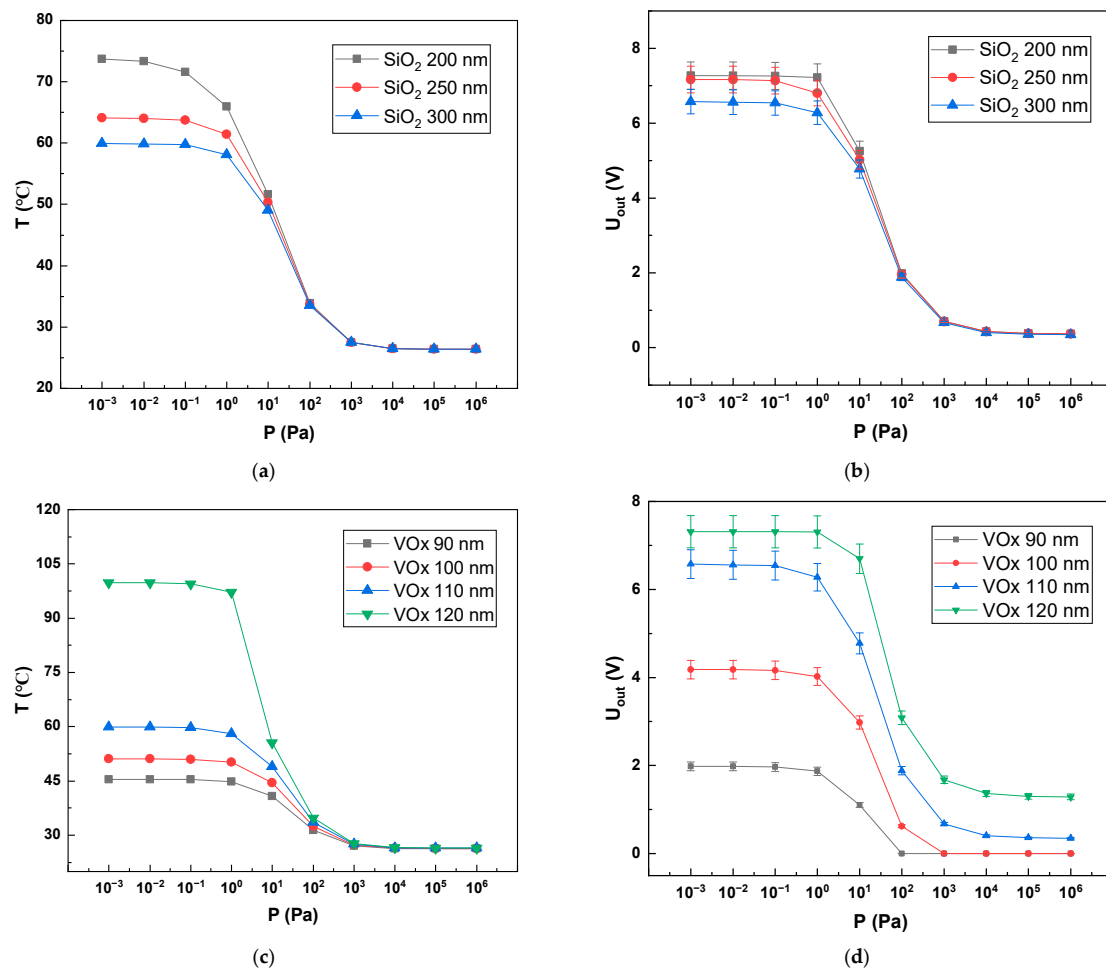 80
70
60
50
40
30
20
T (℃)
SiO₂ 200 nm
SiO₂ 250 nm
SiO₂ 300 nm
10⁻³ 10⁻² 10⁻¹ 10⁰ 10¹ 10² 10³ 10⁴ 10⁵ 10⁶
P (Pa)
(a)
8
6
4
2
0
U_out (V)
SiO₂ 200 nm
SiO₂ 250 nm
SiO₂ 300 nm
10⁻³ 10⁻² 10⁻¹ 10⁰ 10¹ 10² 10³ 10⁴ 10⁵ 10⁶
P (Pa)
(b)
120
105
90
75
60
45
30
T (℃)
VOx 90 nm
VOx 100 nm
VOx 110 nm
VOx 120 nm
10⁻³ 10⁻² 10⁻¹ 10⁰ 10¹ 10² 10³ 10⁴ 10⁵ 10⁶
P (Pa)
(c)
8
6
4
2
0
U_out (V)
VOx 90 nm
VOx 100 nm
VOx 110 nm
VOx 120 nm
10⁻³ 10⁻² 10⁻¹ 10⁰ 10¹ 10² 10³ 10⁴ 10⁵ 10⁶
P (Pa)
(d)